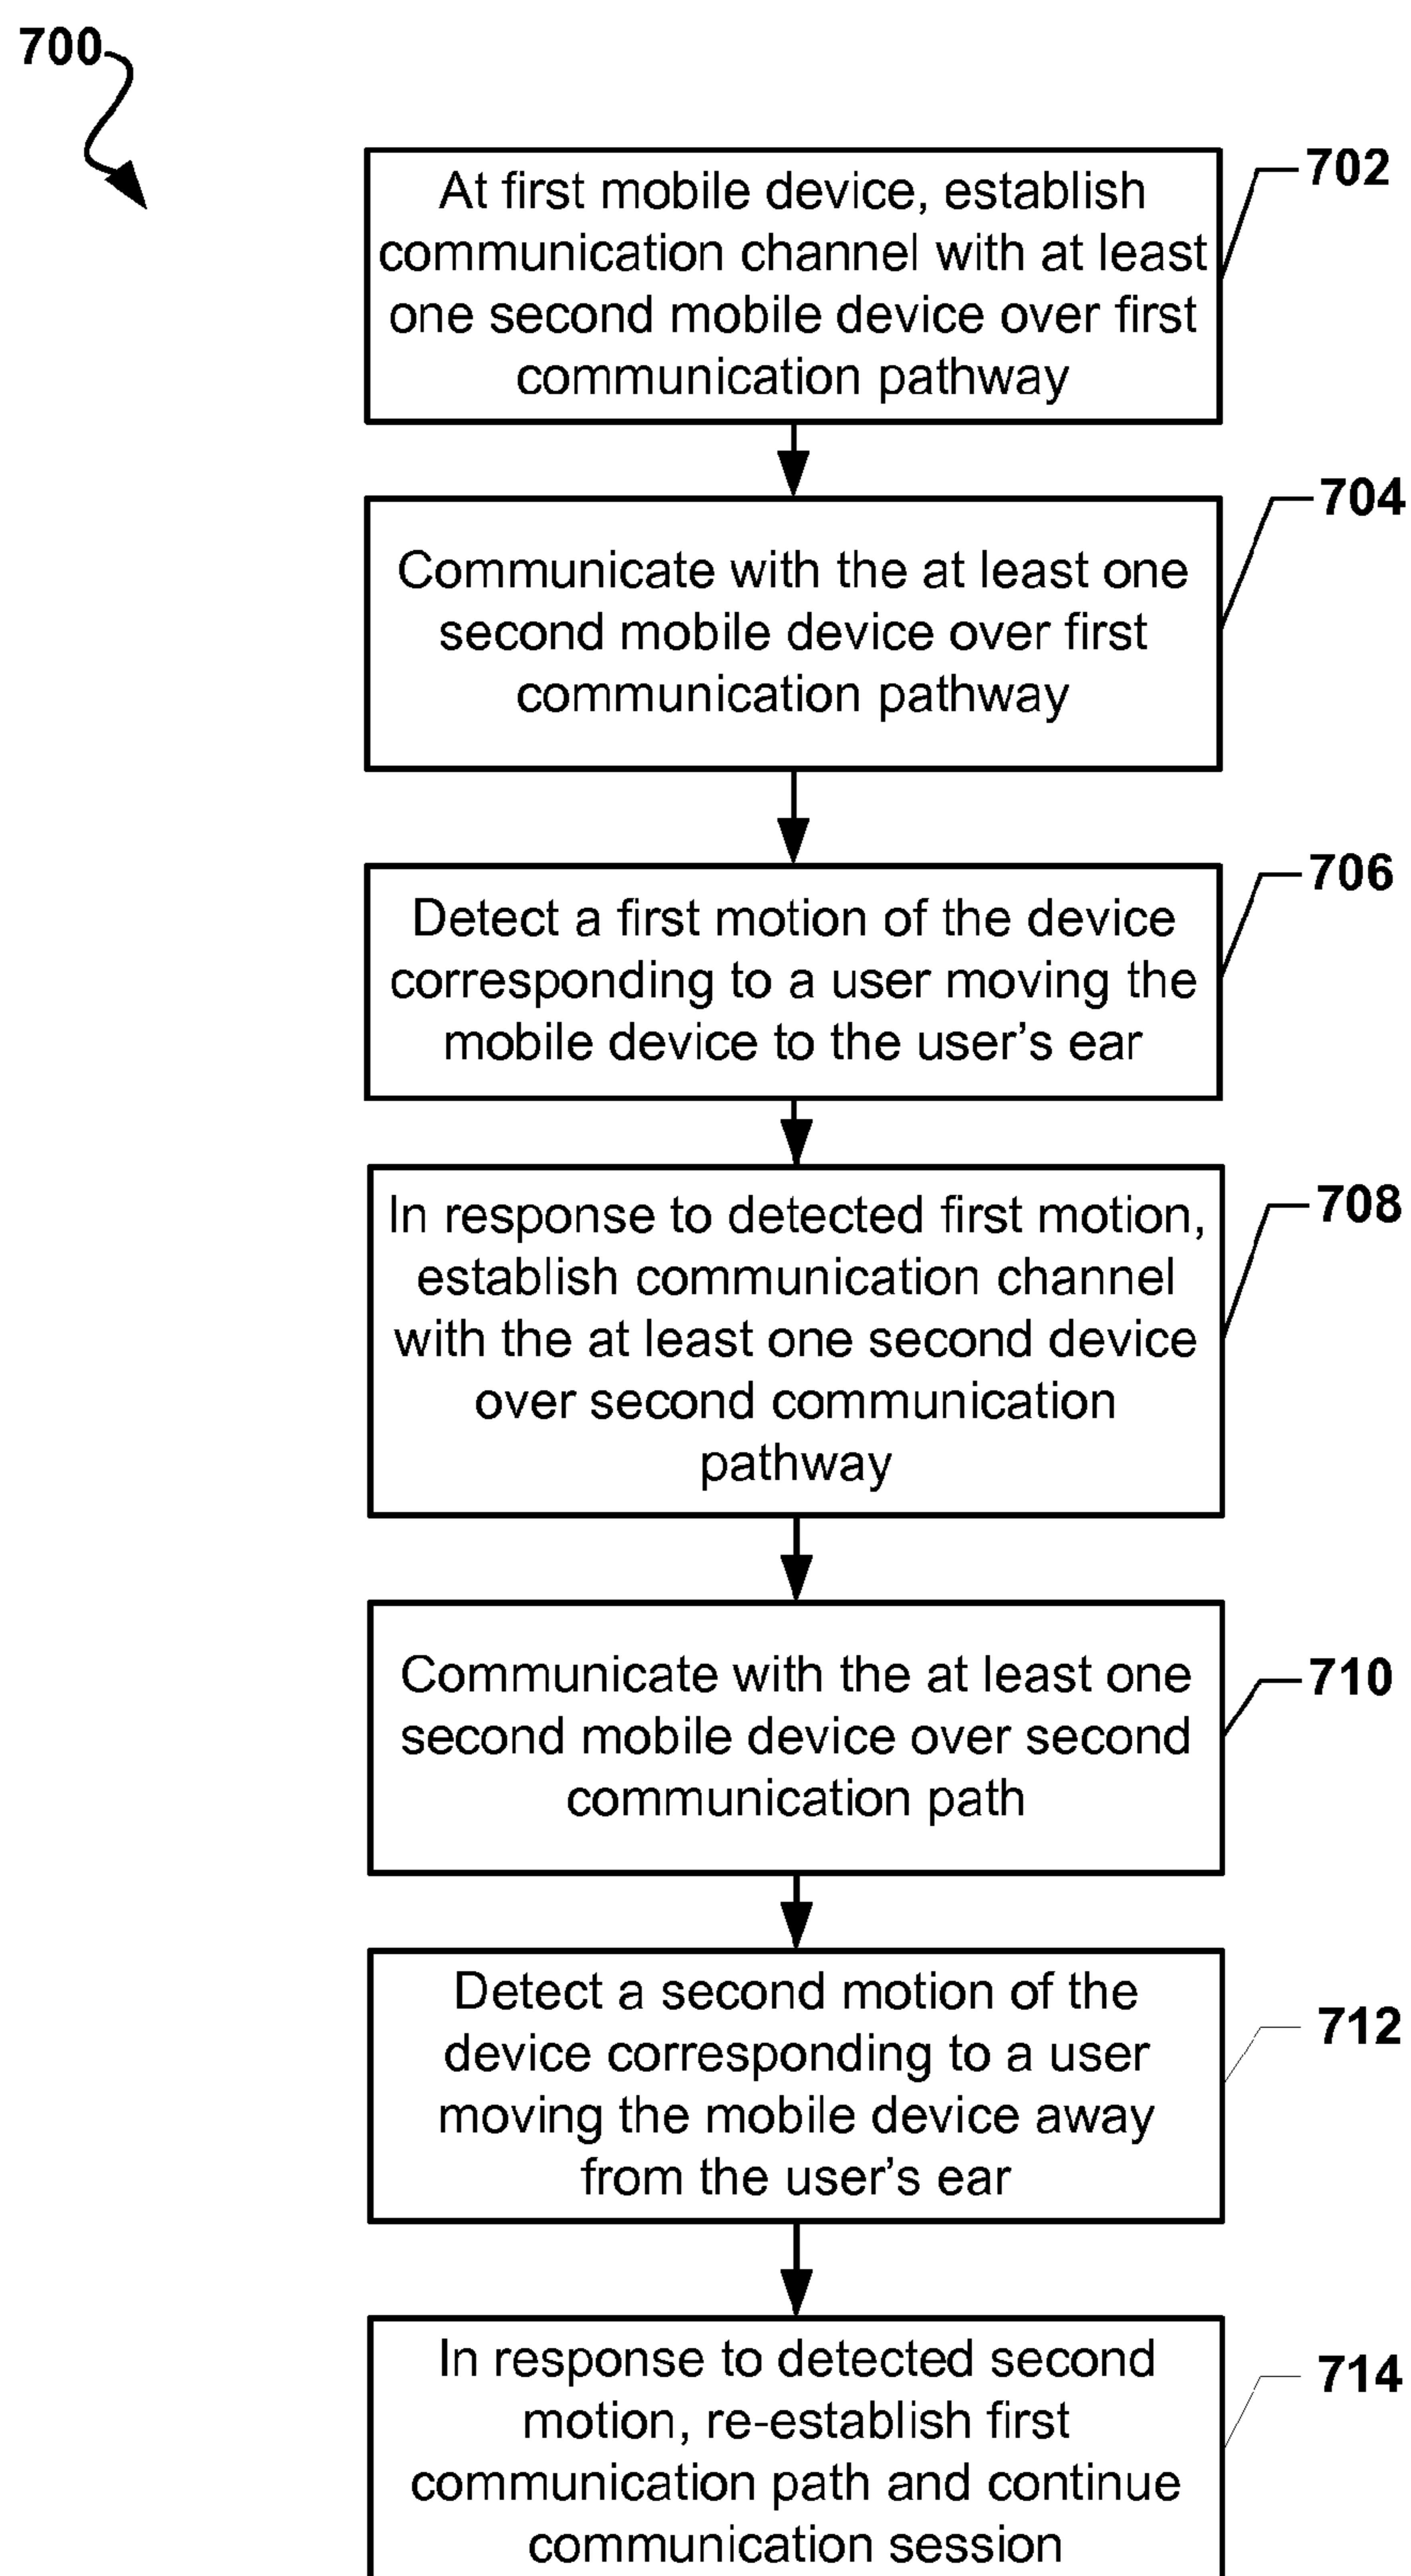 700
702
At first mobile device, establish
communication channel with at least
one second mobile device over first
communication pathway
704
Communicate with the at least one
second mobile device over first
communication pathway
706
Detect a first motion of the device
corresponding to a user moving the
mobile device to the user’s ear
708
In response to detected first motion,
establish communication channel
with the at least one second device
over second communication
pathway
710
Communicate with the at least one
second mobile device over second
communication path
712
Detect a second motion of the
device corresponding to a user
moving the mobile device away
from the user’s ear
714
In response to detected second
motion, re-establish first
communication path and continue
communication session